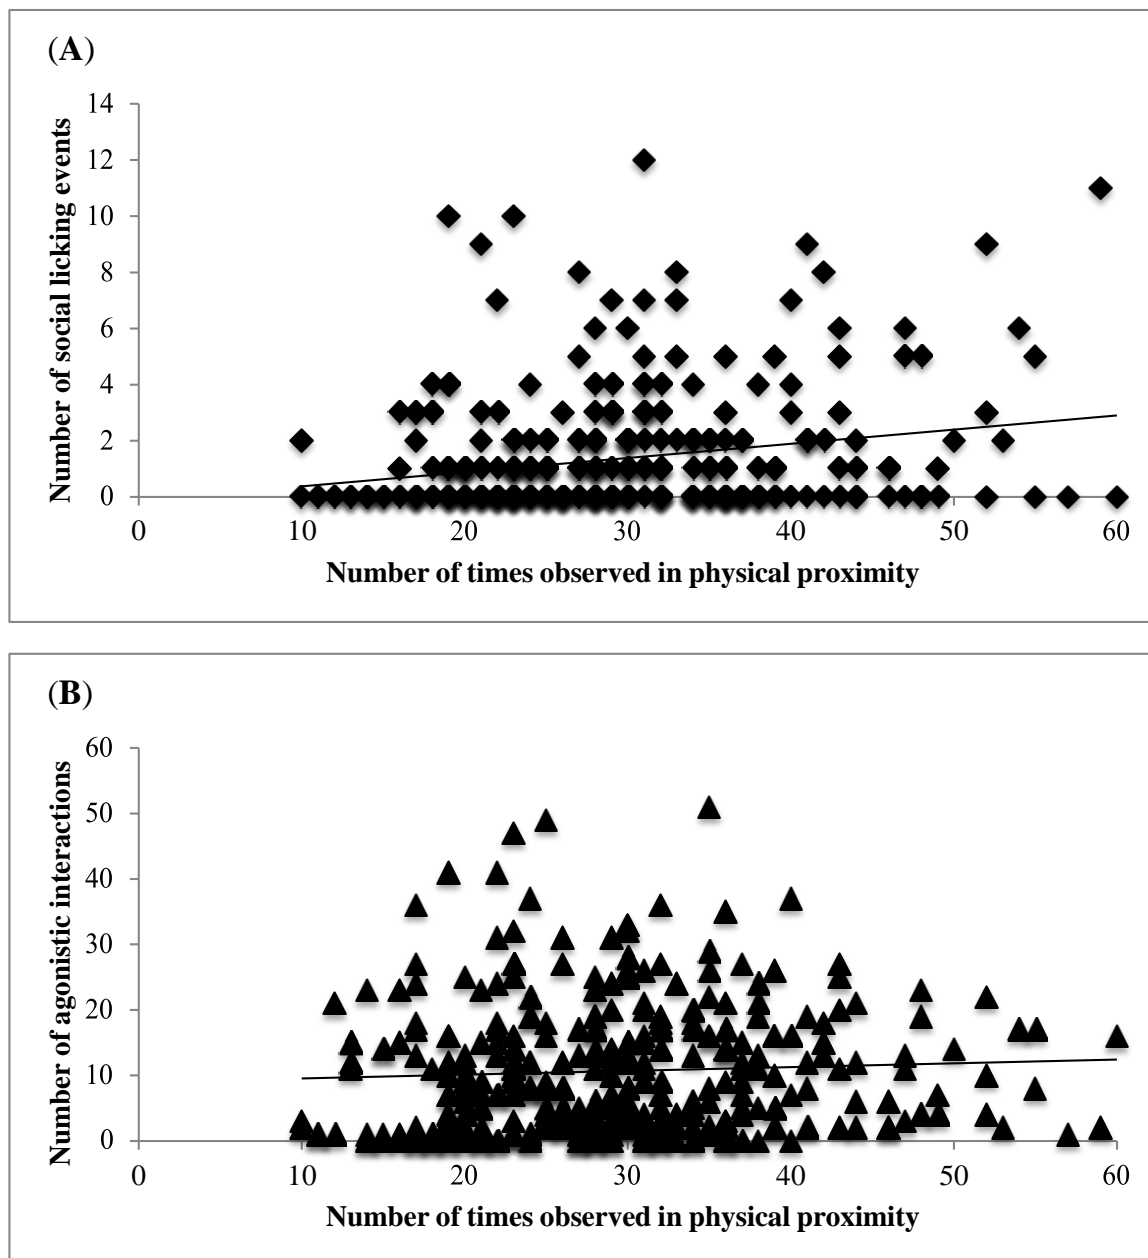 (A)
Number of social licking events
14
12
10
8
6
4
2
0
0 10 20 30 40 50 60
Number of times observed in physical proximity
(B)
Number of agonistic interactions
60
50
40
30
20
10
0
0 10 20 30 40 50 60
Number of times observed in physical proximity